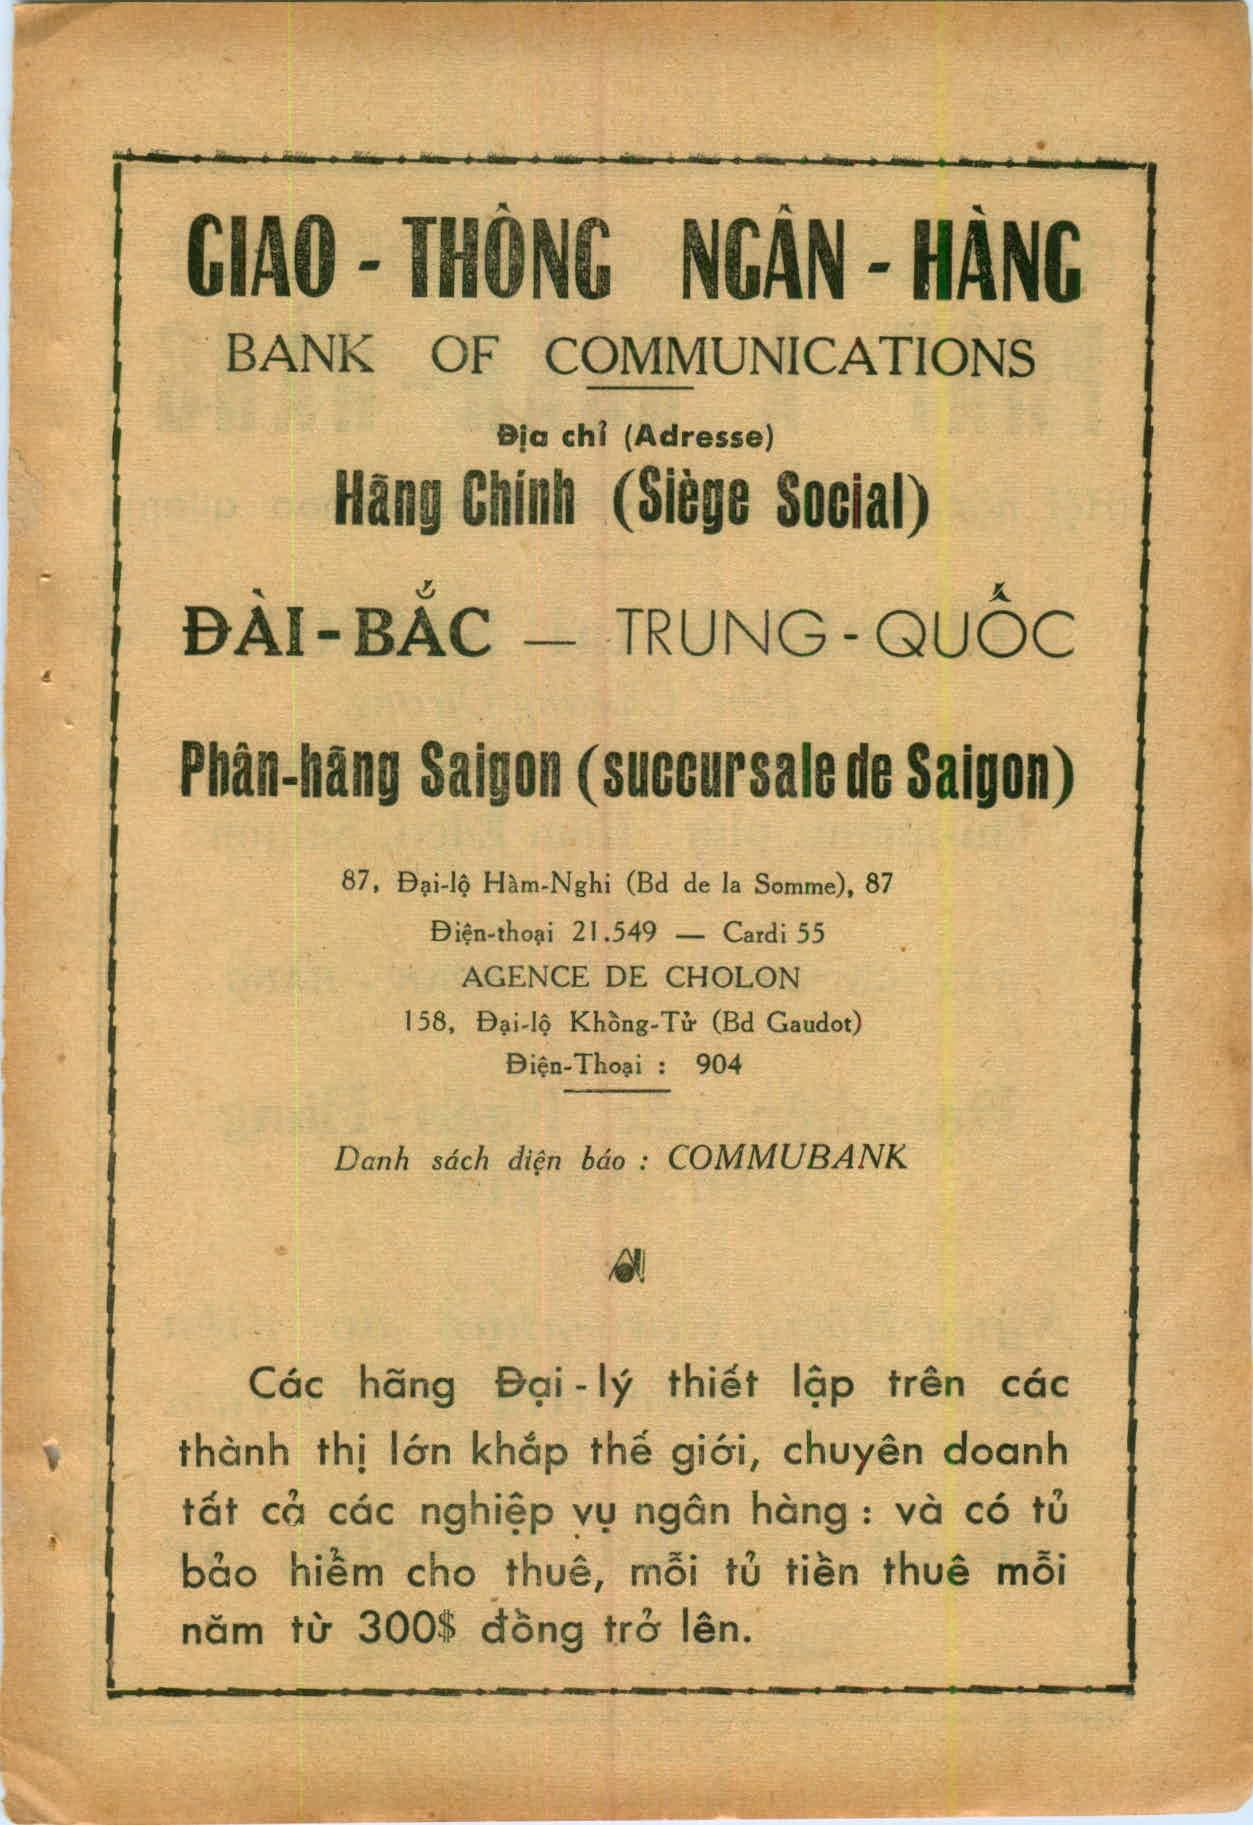 GIAO - THÔNG NGÂN - HÀNG
BANK OF COMMUNICATIONS
Địa chỉ (Adresse)
Hãng Chính (Siège Social)
ĐÀI-BẮC — TRUNG-QUỐC
Phân-hãng Saigon (succursale de Saigon)
87, Đại-lộ Hàm-Nghi (Bd de la Somme), 87
Điện-thoại 21.549 — Cardi 55
AGENCE DE CHOLON
158, Đại-lộ Khồng-Tử (Bd Gaudot)
Điện-Thoại : 904
Danh sách điện báo : COMMUBANK
Các hãng Đại-lý thiết lập trên các
thành thị lớn khắp thế giới, chuyên doanh
tất cả các nghiệp vụ ngân hàng : và có tủ
bảo hiểm cho thuê, mỗi tủ tiền thuê mỗi
năm từ 300$ đồng trở lên.